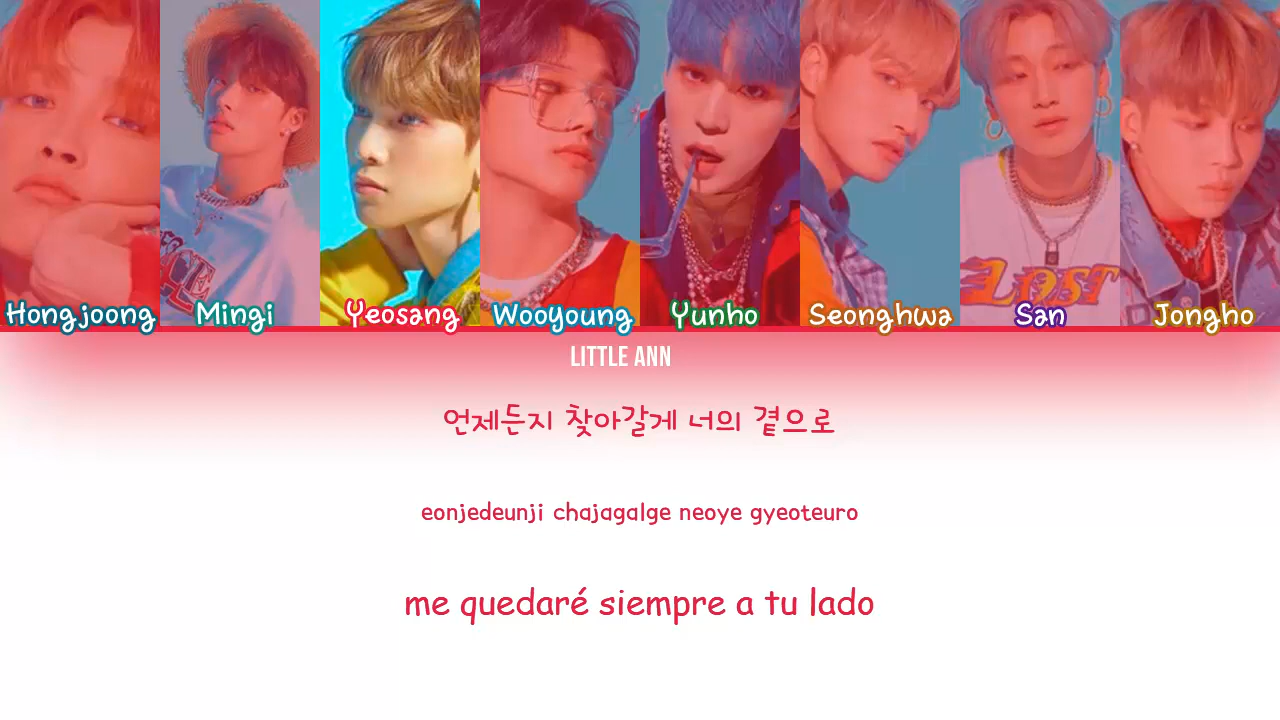 Hongjoong Mingi Yeosang Wooyoung Yunho Seonghwa San Jongho
LOST
LITTLE ANN
언제든지 찾아갈게 너의 곁으로
eonjedeunji chajagalge neoye gyeoteuro
me quedaré siempre a tu lado